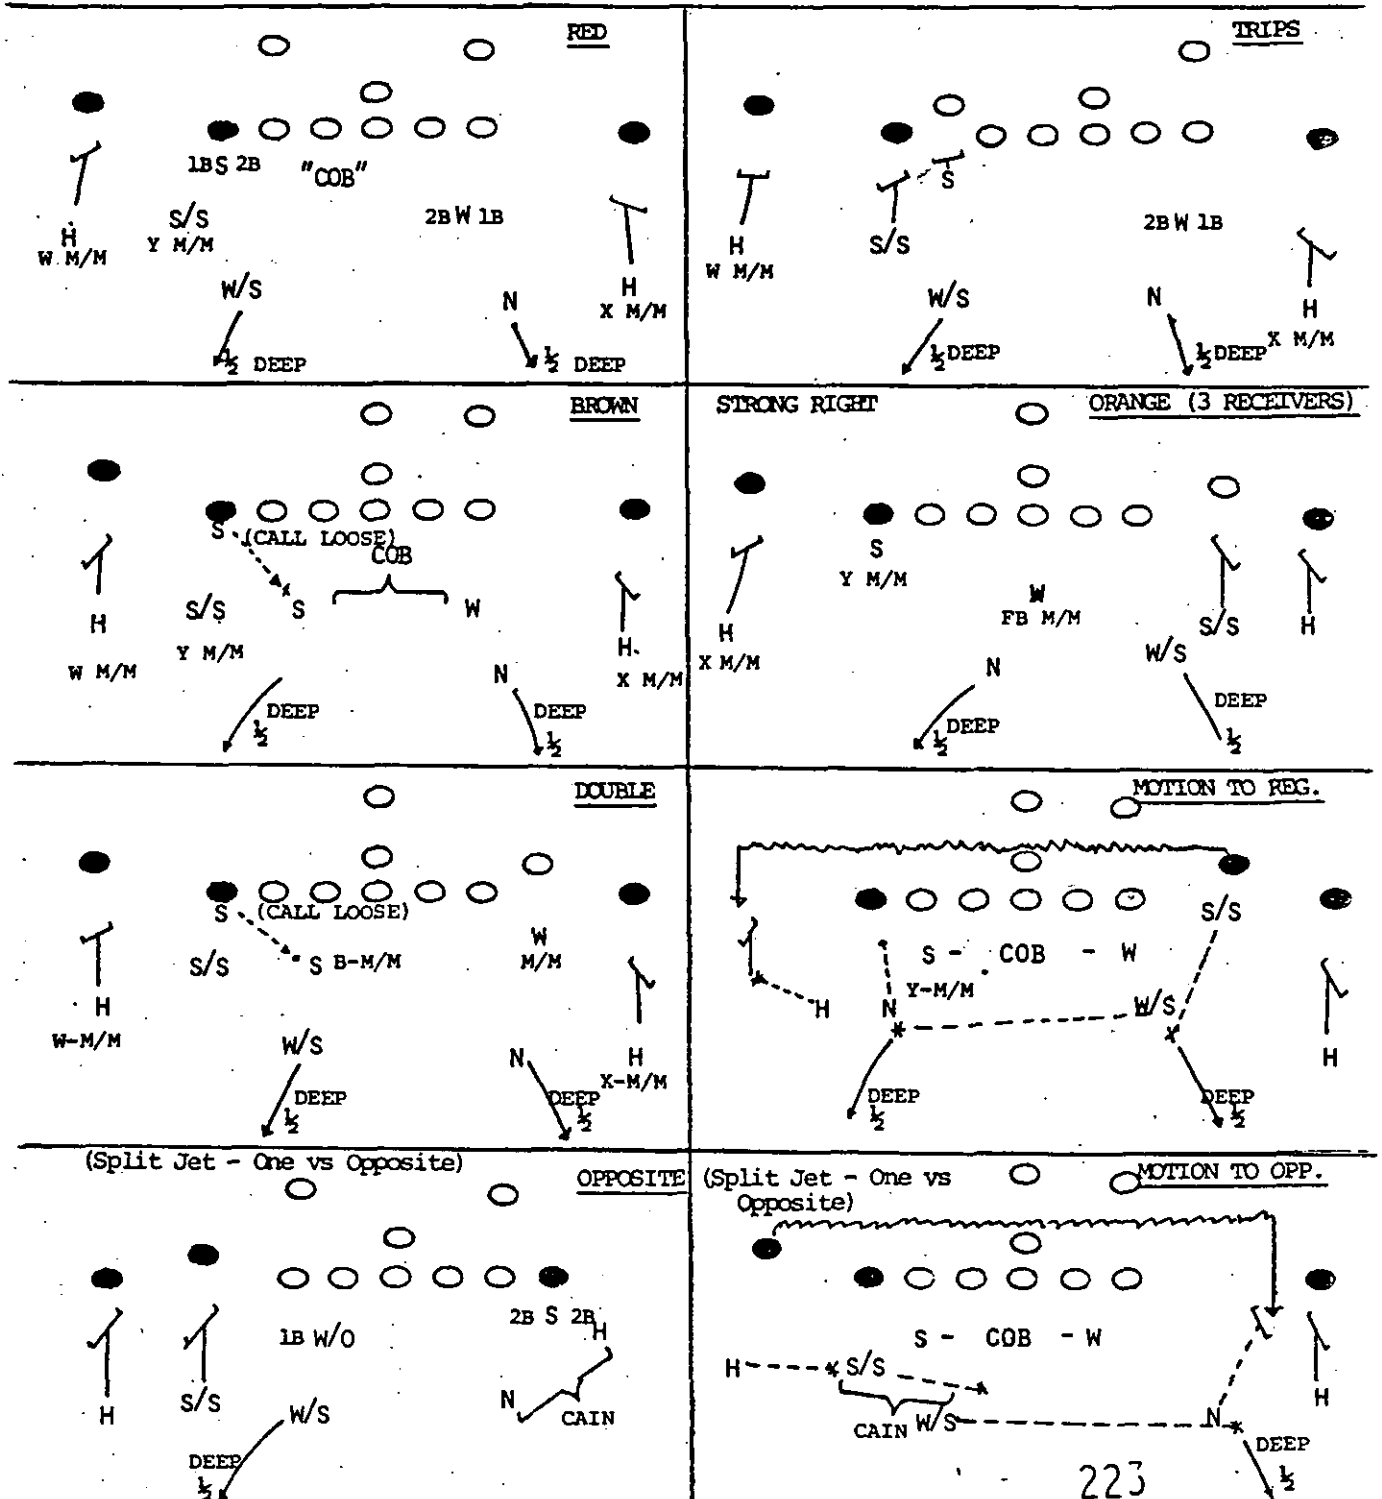 RED
1B S 2B
"COB"
S/S
Y M/M
2B W 1B
H
W M/M
W/S
N
H
X M/M
½ DEEP
½ DEEP
TRIPS
S
S/S
2B W 1B
H
W M/M
W/S
N
H
X M/M
½ DEEP
½ DEEP
BROWN
S (CALL LOOSE)
COB
S/S
S
W
H
Y M/M
W M/M
H
X M/M
N
DEEP
½
DEEP
½
STRONG RIGHT
ORANGE (3 RECEIVERS)
S
Y M/M
W
FB M/M
S/S
H
H
X M/M
N
W/S
½ DEEP
DEEP
½
DOUBLE
S (CALL LOOSE)
S/S
S B-M/M
W
M/M
H
W-M/M
W/S
N
H
X-M/M
DEEP
½
DEEP
½
MOTION TO REG.
S/S
S - COB - W
Y-M/M
H
N
W/S
H
DEEP
½
DEEP
½
(Split Jet - One vs Opposite)
OPPOSITE
1B W/O
2B S 2B
H
H
S/S
W/S
N
CAIN
DEEP
½
(Split Jet - One vs
Opposite)
MOTION TO OPP.
S - COB - W
H
S/S
CAIN
W/S
N
H
DEEP
½
223